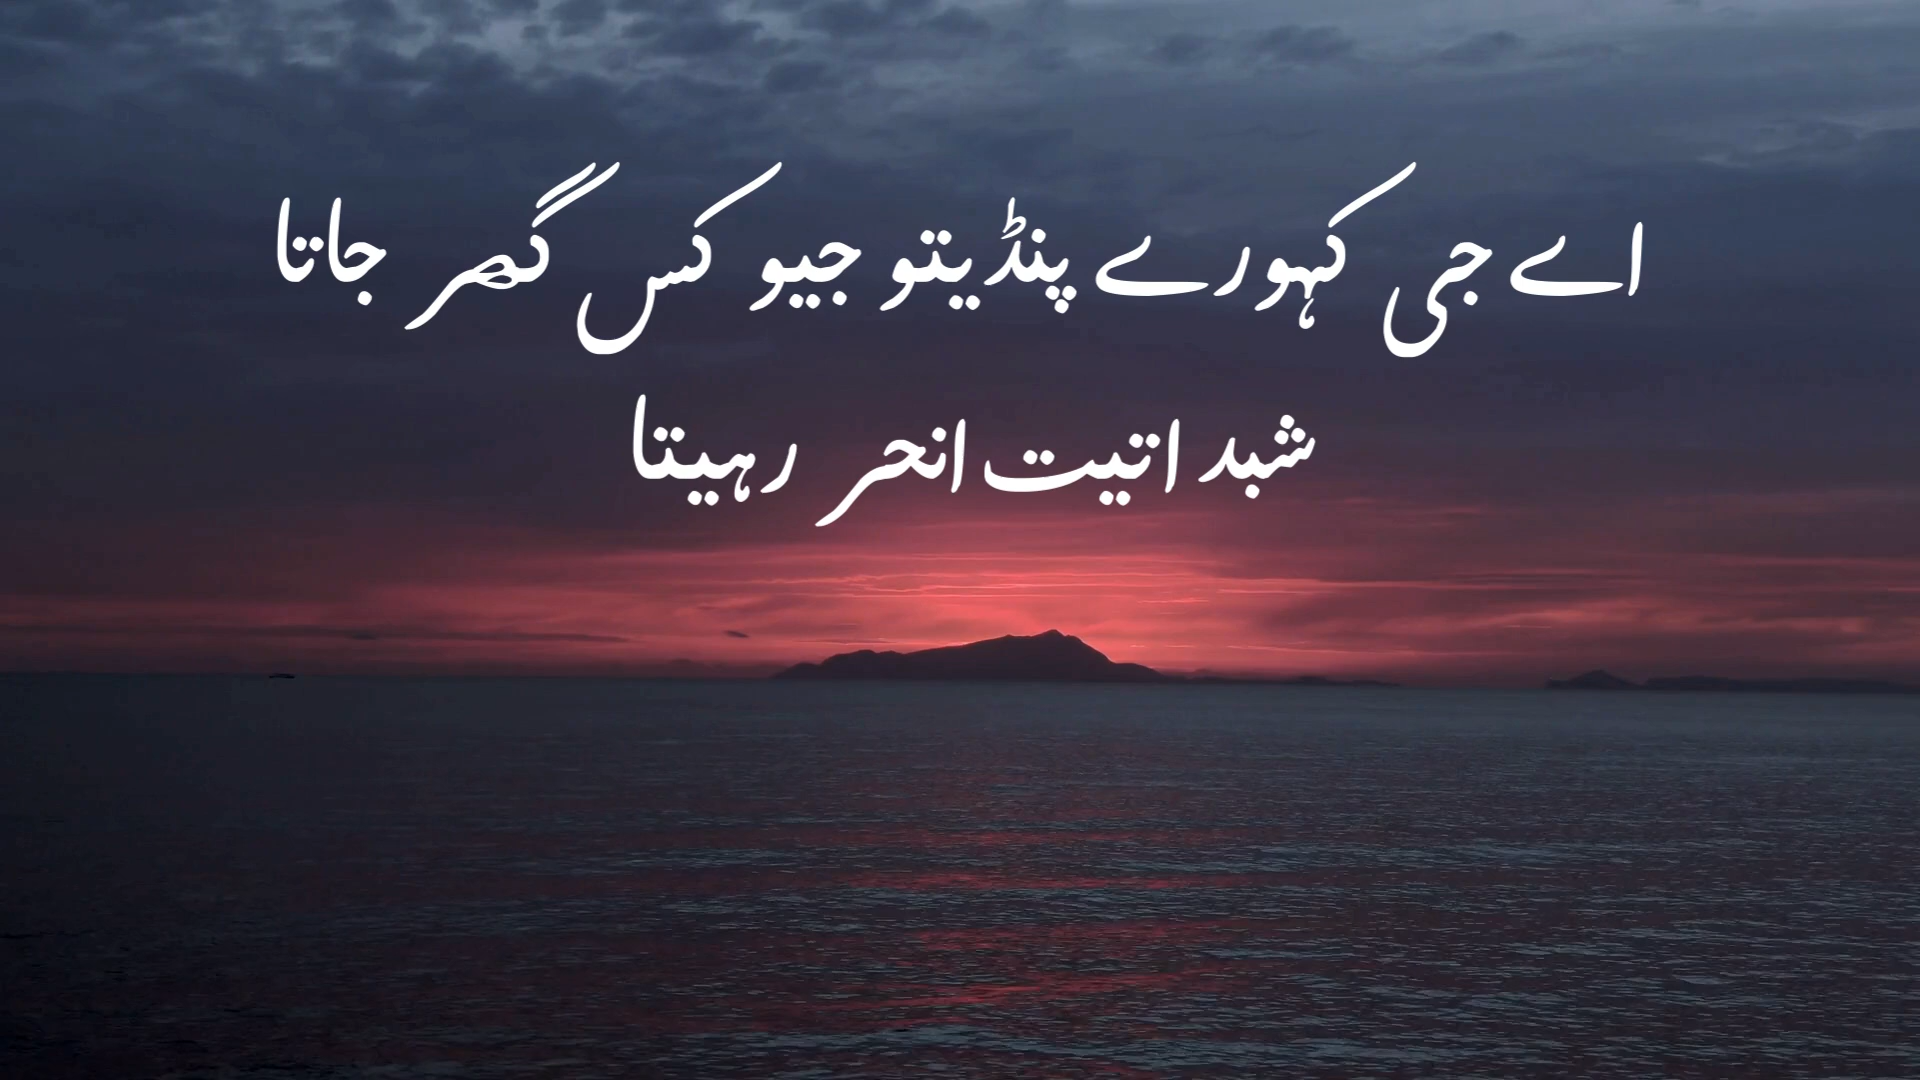 اے جی کہورے پنڈیتو جیو کس گھر جاتا
شبد اتیت انحر رہیتا